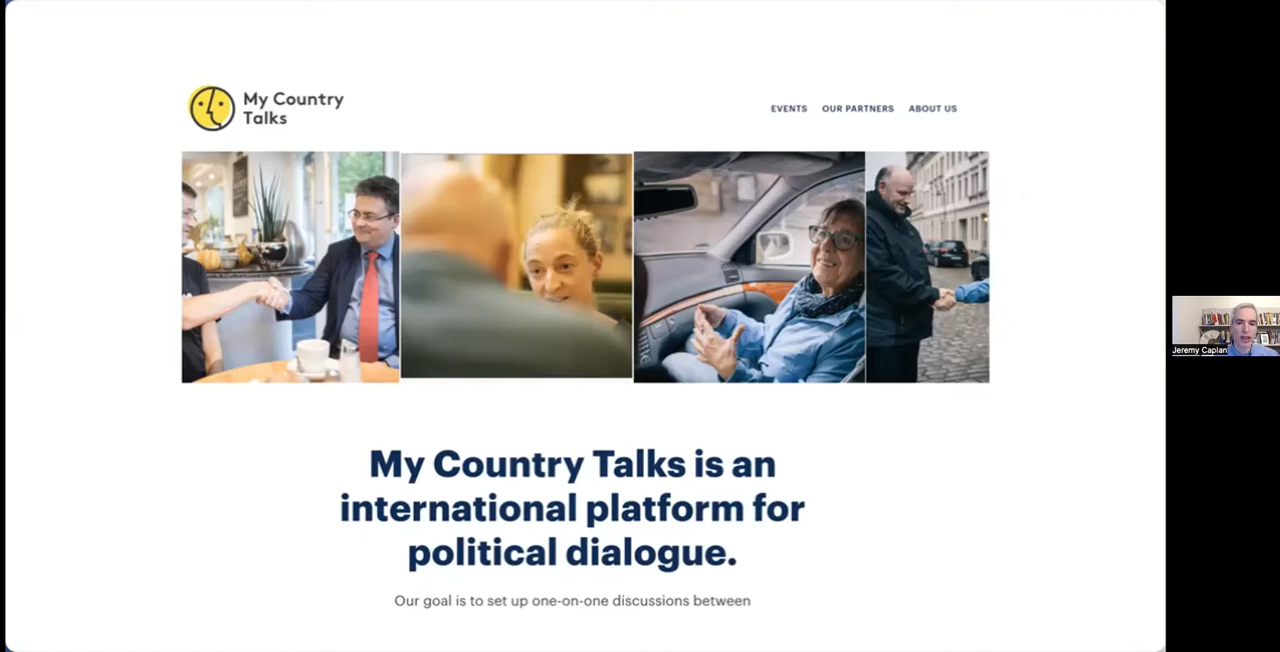 My Country
Talks
EVENTS OUR PARTNERS ABOUT US
My Country Talks is an
international platform for
political dialogue.
Our goal is to set up one-on-one discussions between
Jeremy Caplan